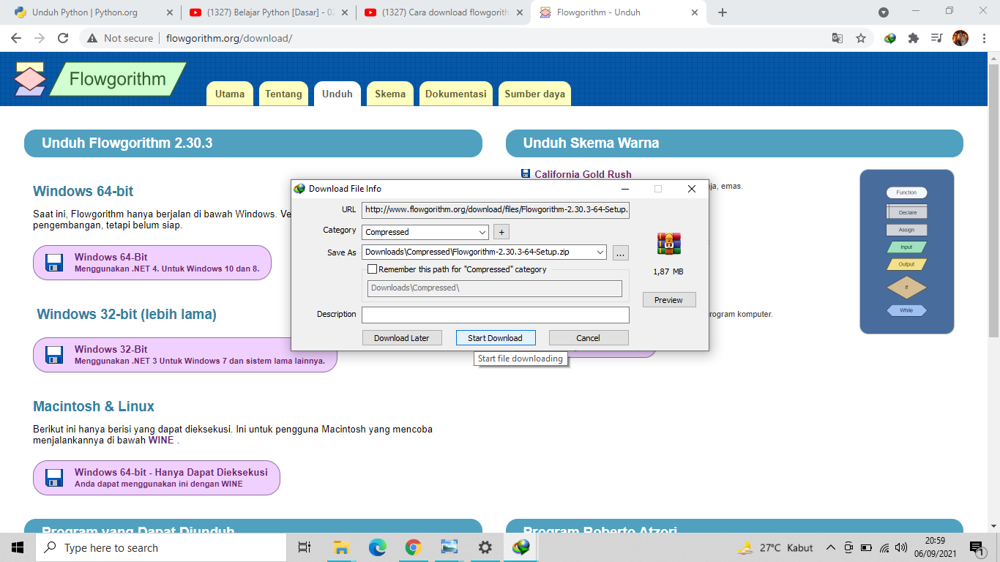 Unduh Python | Python.org
(1327) Belajar Python [Dasar] - 02
(1327) Cara download flowgorith
Flowgorithm - Unduh
Not secure
flowgorithm.org/download/
Flowgorithm
Utama
Tentang
Unduh
Skema
Dokumentasi
Sumber daya
Unduh Flowgorithm 2.30.3
Unduh Skema Warna
Windows 64-bit
Saat ini, Flowgorithm hanya berjalan di bawah Windows. Ve
pengembangan, tetapi belum siap.
Windows 64-Bit
Menggunakan .NET 4. Untuk Windows 10 dan 8.
Windows 32-bit (lebih lama)
Windows 32-Bit
Menggunakan .NET 3 Untuk Windows 7 dan sistem lama lainnya.
Macintosh & Linux
Berikut ini hanya berisi yang dapat dieksekusi. Ini untuk pengguna Macintosh yang mencoba
menjalankannya di bawah WINE .
Windows 64-bit - Hanya Dapat Dieksekusi
Anda dapat menggunakan ini dengan WINE
Program yang Dapat Diunduh
California Gold Rush
emas.
program komputer.
Function
Declare
Assign
Input
Output
If
While
Program Roberto Atzori
Download File Info
URL
http://www.flowgorithm.org/download/files/Flowgorithm-2.30.3-64-Setup.
Category
Compressed
+
Save As
Downloads\Compressed\Flowgorithm-2.30.3-64-Setup.zip
...
Remember this path for "Compressed" category
Downloads\Compressed\
Description
1,87 MB
Preview
Download Later
Start Download
Cancel
Start file downloading
Type here to search
27°C Kabut
20:59
06/09/2021
1